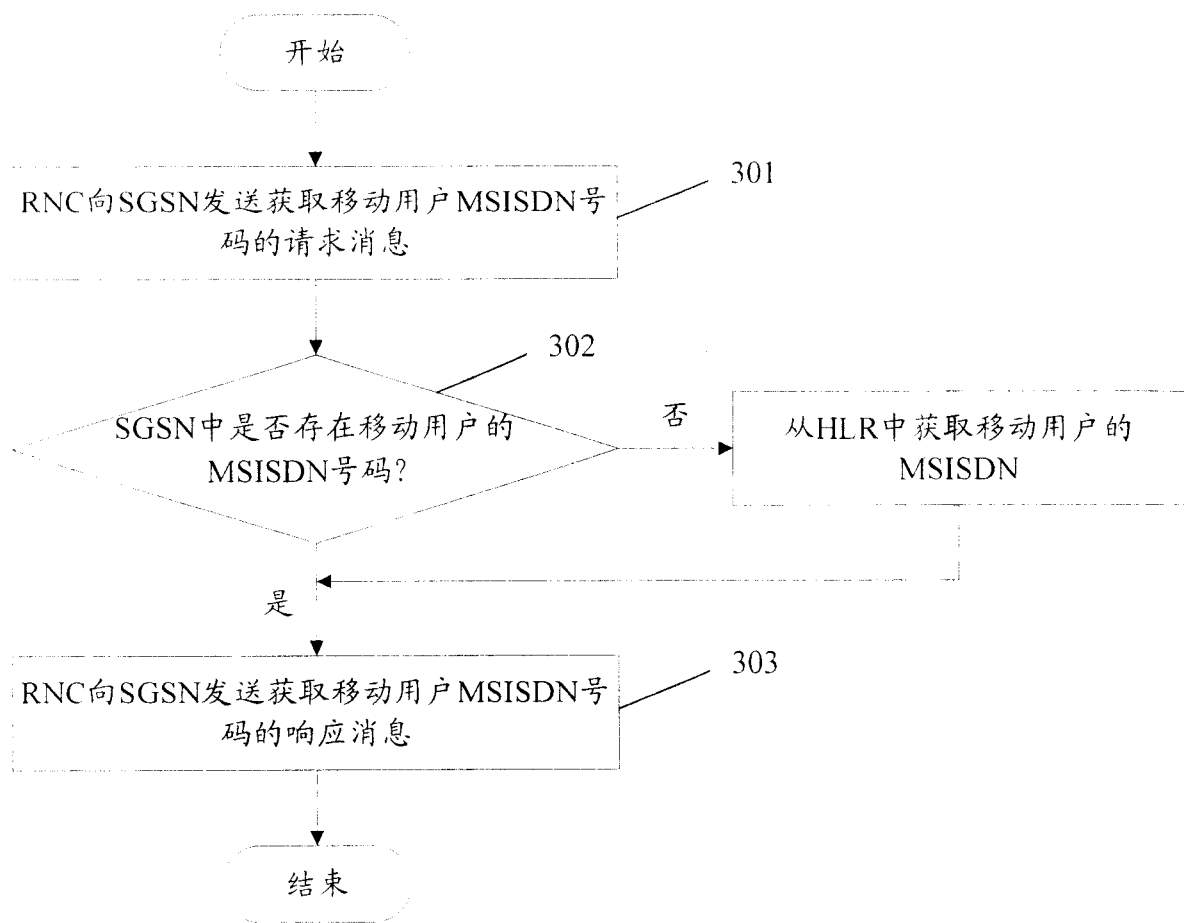 开始
RNC向SGSN发送获取移动用户MSISDN号
码的请求消息
301
302
SGSN中是否存在移动用户的
MSISDN号码?
否
从HLR中获取移动用户的
MSISDN
是
RNC向SGSN发送获取移动用户MSISDN号
码的响应消息
303
结束